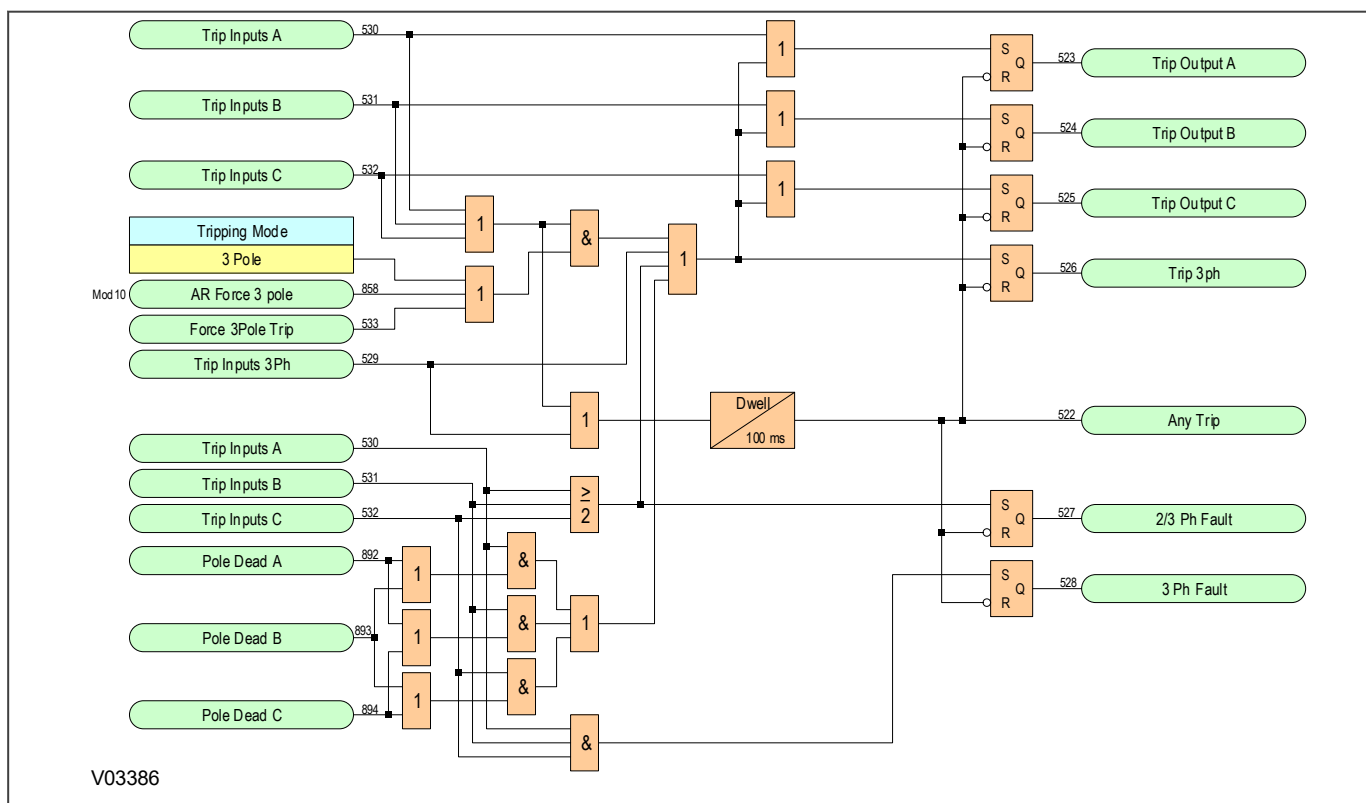 Trip Inputs A 530 1 S Q R 523 Trip Output A
Trip Inputs B 531 1 S Q R 524 Trip Output B
Trip Inputs C 532 1 S Q R 525 Trip Output C
Tripping Mode 1 & 1
3 Pole S Q R 526 Trip 3ph
Mod 10 AR Force 3 pole 858 1
Force 3Pole Trip 533
Trip Inputs 3Ph 529
1 Dwell 100 ms 522 Any Trip
Trip Inputs A 530
Trip Inputs B 531
Trip Inputs C 532 ≥ 2 S Q R 527 2/3 Ph Fault
Pole Dead A 892 1 & S Q R 528 3 Ph Fault
Pole Dead B 893 1 & 1
Pole Dead C 894 1 &
&
V03386